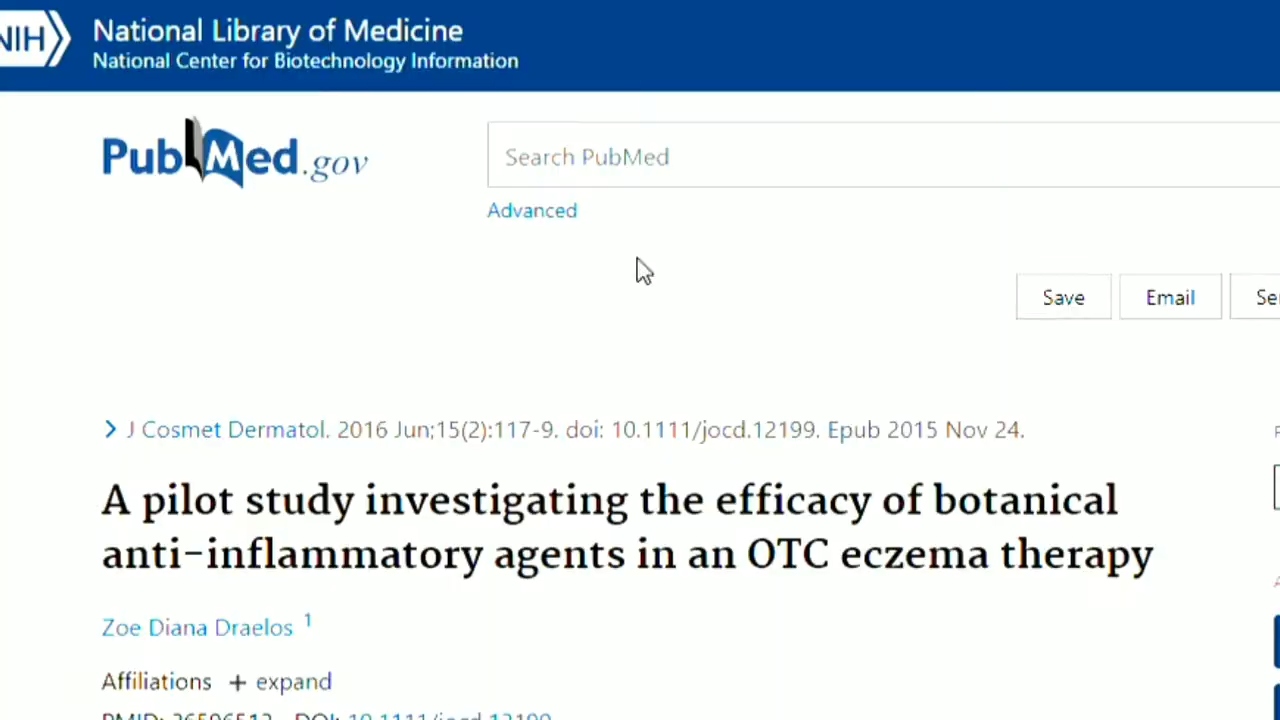 NIH
National Library of Medicine
National Center for Biotechnology Information
PubMed.gov
Search PubMed
Advanced
Save
Email
J Cosmet Dermatol. 2016 Jun;15(2):117-9. doi: 10.1111/jocd.12199. Epub 2015 Nov 24.
A pilot study investigating the efficacy of botanical
anti-inflammatory agents in an OTC eczema therapy
Zoe Diana Draelos 1
Affiliations + expand